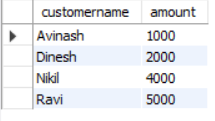 customername amount
Avinash 1000
Dinesh 2000
Nikil 4000
Ravi 5000